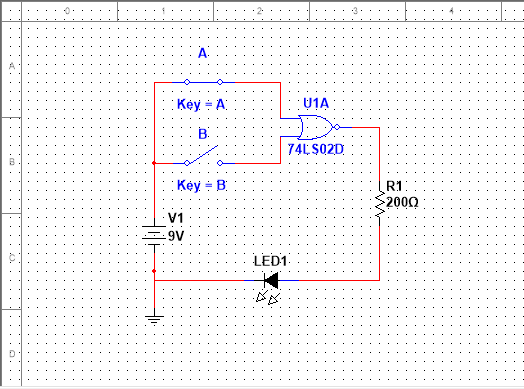 0 1 2 3 4
A
A
Key = A
U1A
B
74LS02D
B
Key = B
R1
200Ω
V1
9V
C
LED1
D